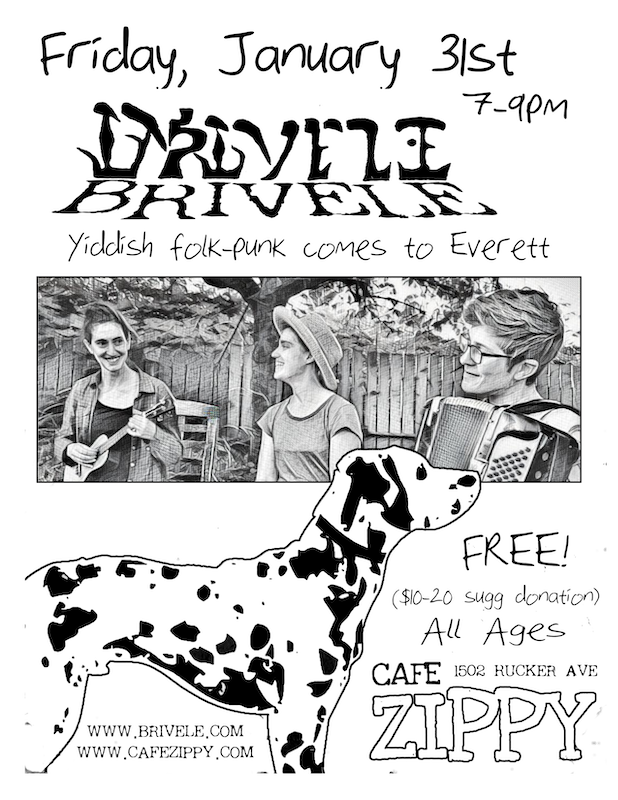 Friday, January 31st
7-9pm
BRIVELE
Yiddish folk-punk comes to Everett
FREE!
($10-20 sugg donation)
All Ages
CAFE 1502 RUCKER AVE
ZIPPY
WWW.BRIVELE.COM
WWW.CAFEZIPPY.COM